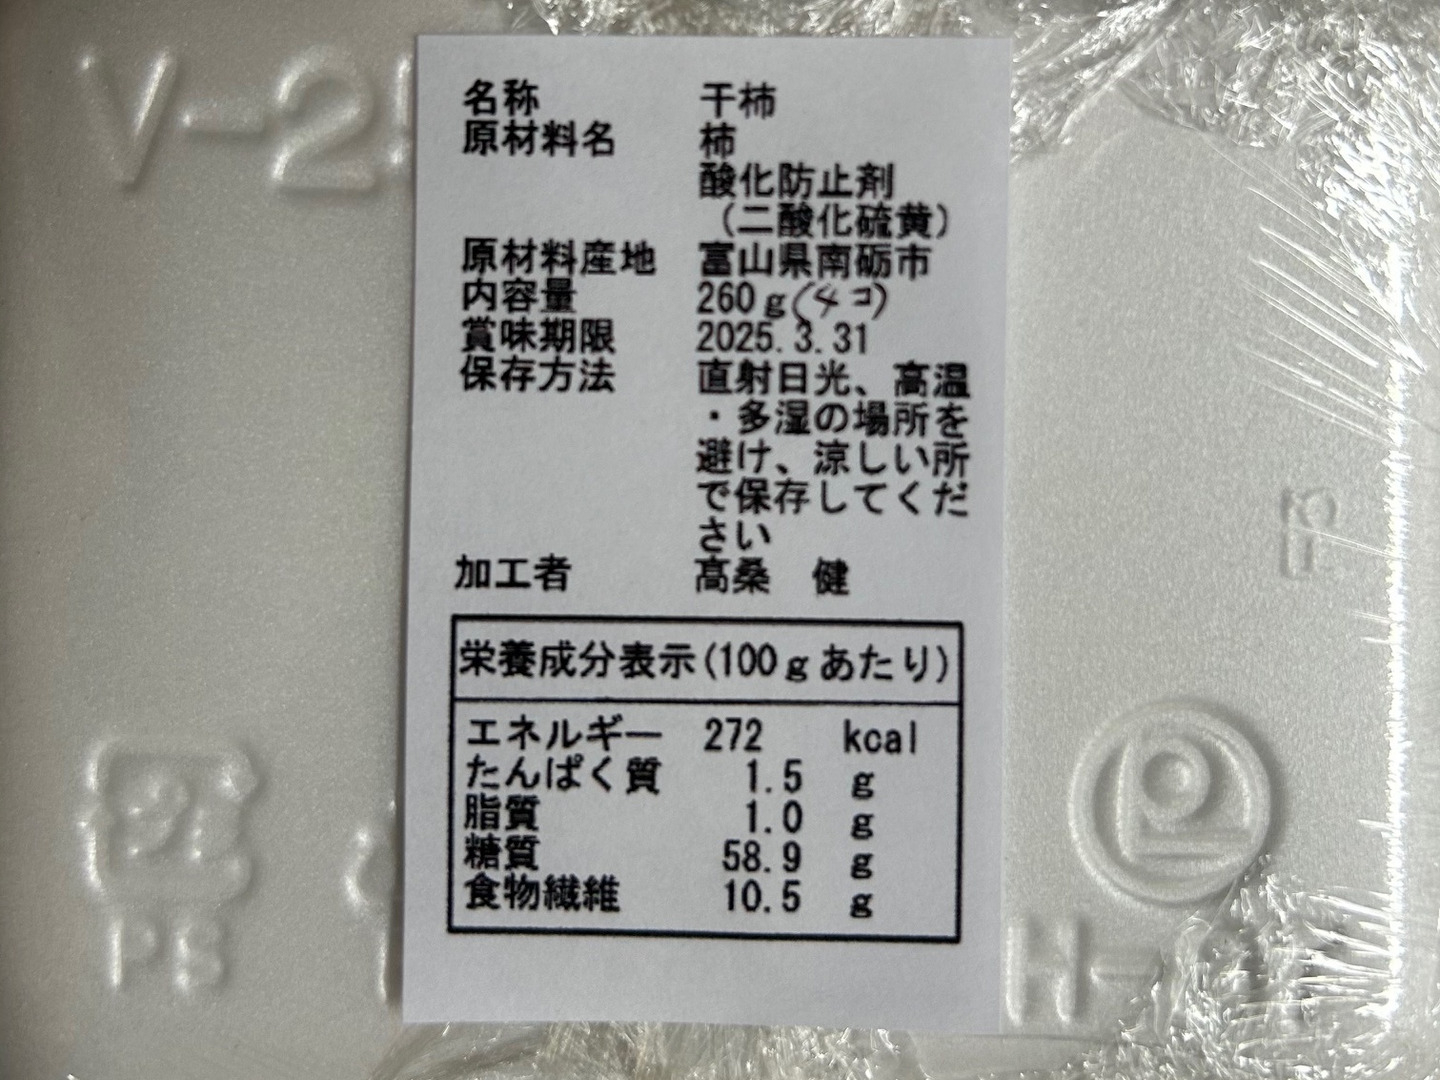 V-2
名称 干柿
原材料名 柿
酸化防止剤
(二酸化硫黄)
原材料産地 富山県南砺市
内容量 260g(4コ)
賞味期限 2025.3.31
保存方法 直射日光、高温
・多湿の場所を
避け、涼しい所
で保存してくだ
さい
加工者 高桑 健
栄養成分表示(100gあたり)
エネルギー 272 kcal
たんぱく質 1.5 g
脂質 1.0 g
糖質 58.9 g
食物繊維 10.5 g
PS
H-